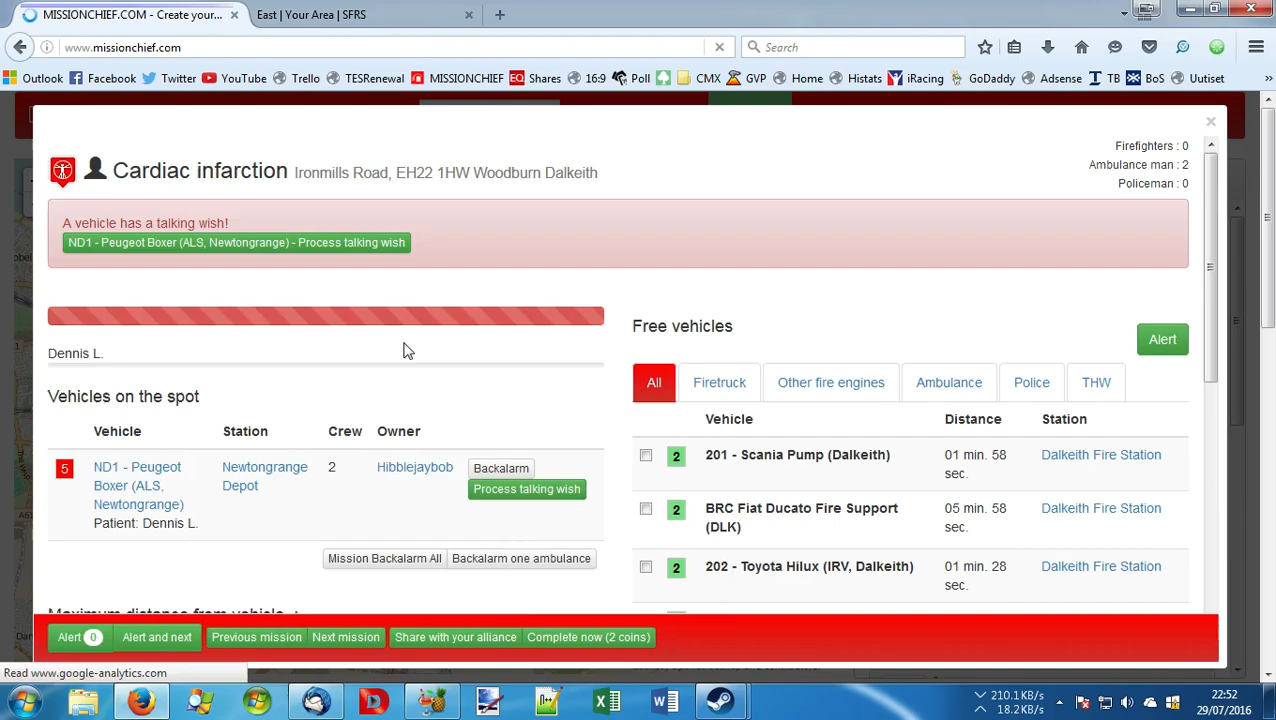 MISSIONCHIEF.COM - Create your...
East | Your Area | SFRS
www.missionchief.com
Search
Outlook Facebook Twitter YouTube Trello TESRenewal MISSIONCHIEF Shares 16:9 Poll CMX GVP Home Histats iRacing GoDaddy Adsense TB BoS Uutiset
Firefighters : 0
Cardiac infarction Ironmills Road, EH22 1HW Woodburn Dalkeith
Ambulance man : 2
Policeman : 0
A vehicle has a talking wish!
ND1 - Peugeot Boxer (ALS, Newtongrange) - Process talking wish
Dennis L.
Vehicles on the spot
Vehicle Station Crew Owner
5 ND1 - Peugeot Boxer (ALS, Newtongrange)
Patient: Dennis L.
Newtongrange Depot
2
Hibblejaybob
Backalarm
Process talking wish
Mission Backalarm All Backalarm one ambulance
Free vehicles
Alert
All Firetruck Other fire engines Ambulance Police THW
Vehicle Distance Station
2 201 - Scania Pump (Dalkeith) 01 min. 58 sec. Dalkeith Fire Station
2 BRC Fiat Ducato Fire Support (DLK) 05 min. 58 sec. Dalkeith Fire Station
2 202 - Toyota Hilux (IRV, Dalkeith) 01 min. 28 sec. Dalkeith Fire Station
Alert 0 Alert and next Previous mission Next mission Share with your alliance Complete now (2 coins)
Read www.google-analytics.com
210.1KB/s
18.2KB/s
22:52
29/07/2016